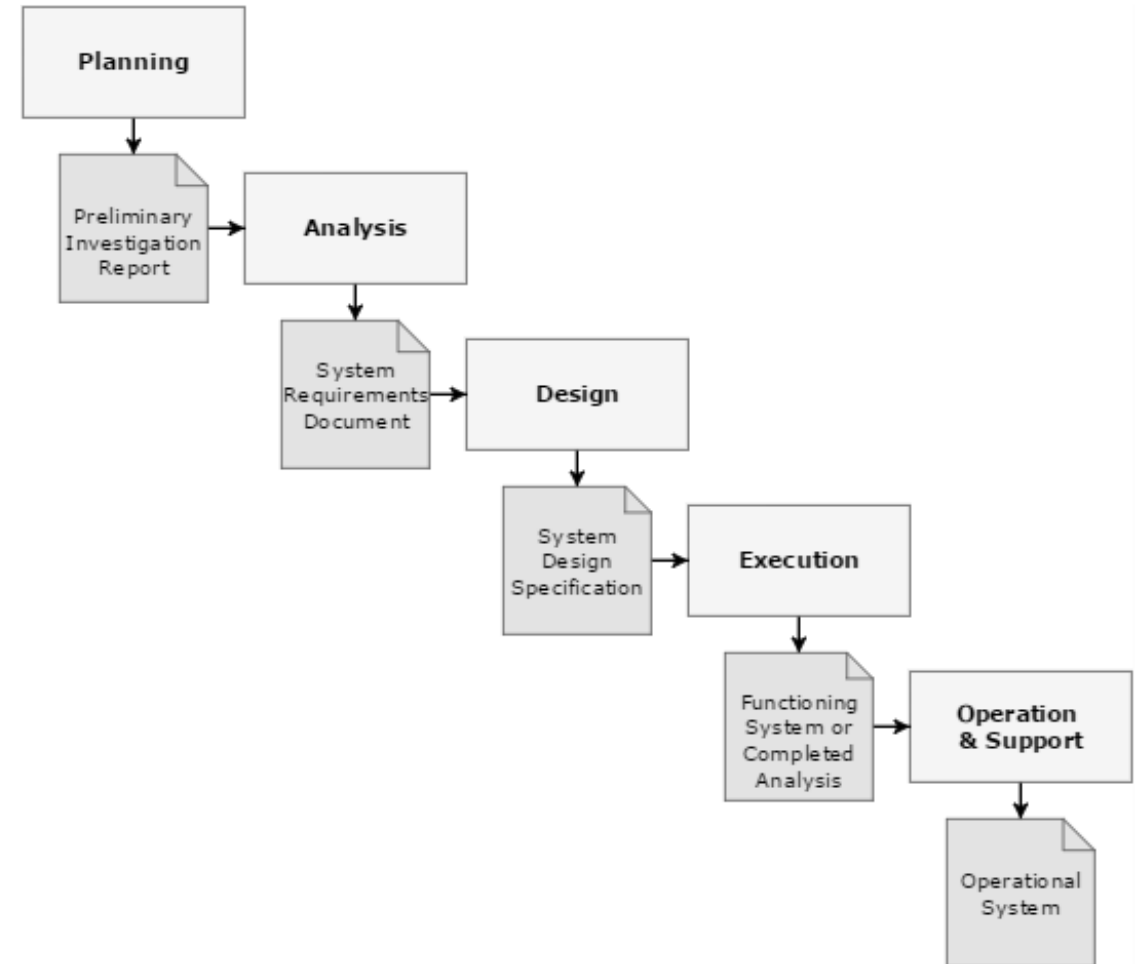 Planning
Preliminary
Investigation
Report
Analysis
System
Requirements
Document
Design
System
Design
Specification
Execution
Functioning
System or
Completed
Analysis
Operation
& Support
Operational
System